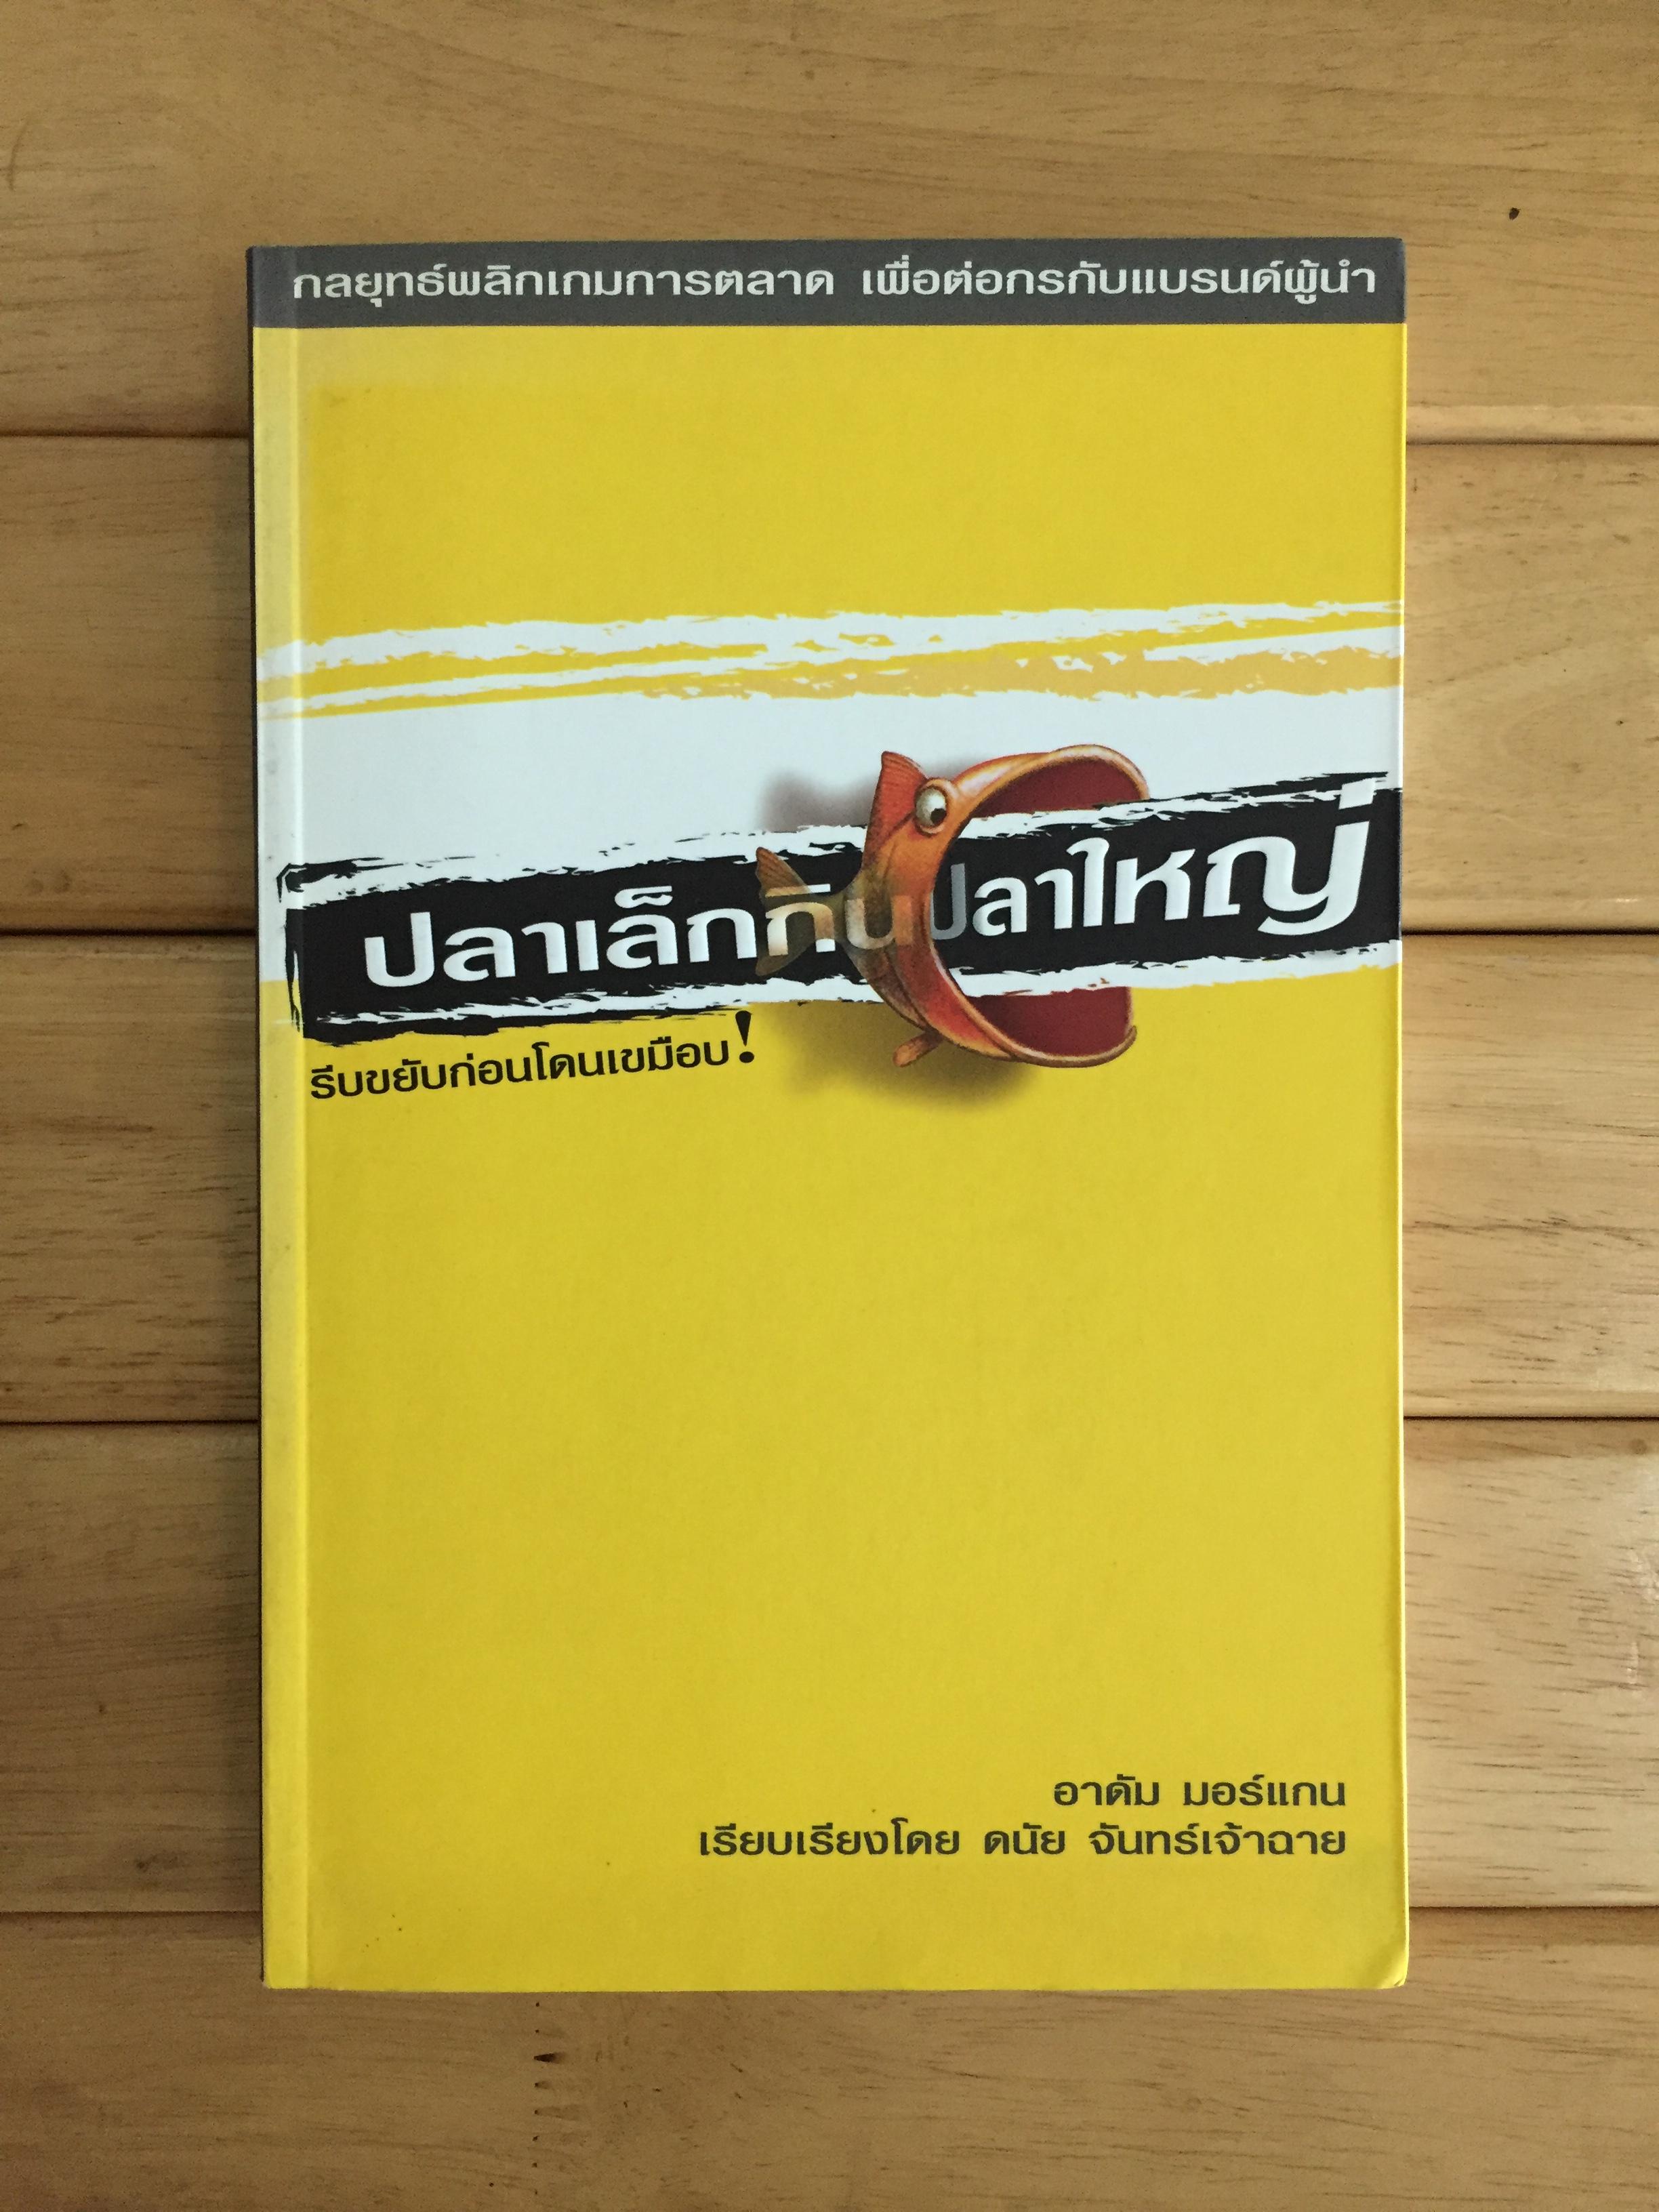 กลยุทธ์พลิกเกมการตลาด เพื่อต่อกรกับแบรนด์ผู้นำ
ปลาเล็กกินปลาใหญ่
รีบขยับก่อนโดนเขมือบ!
อาดัม มอร์แกน
เรียบเรียงโดย ดนัย จันทร์เจ้าฉาย